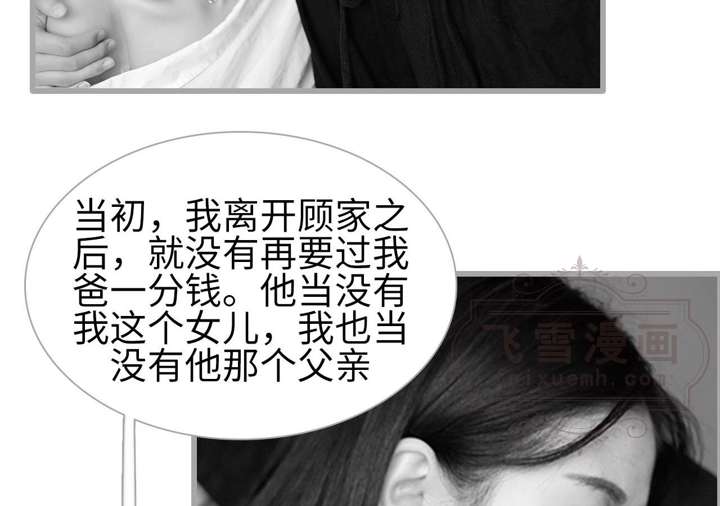 当初，我离开顾家之
后，就没有再要过我
爸一分钱。他当没有
我这个女儿，我也当
没有他那个父亲
飞雪漫画
feixuemh.com